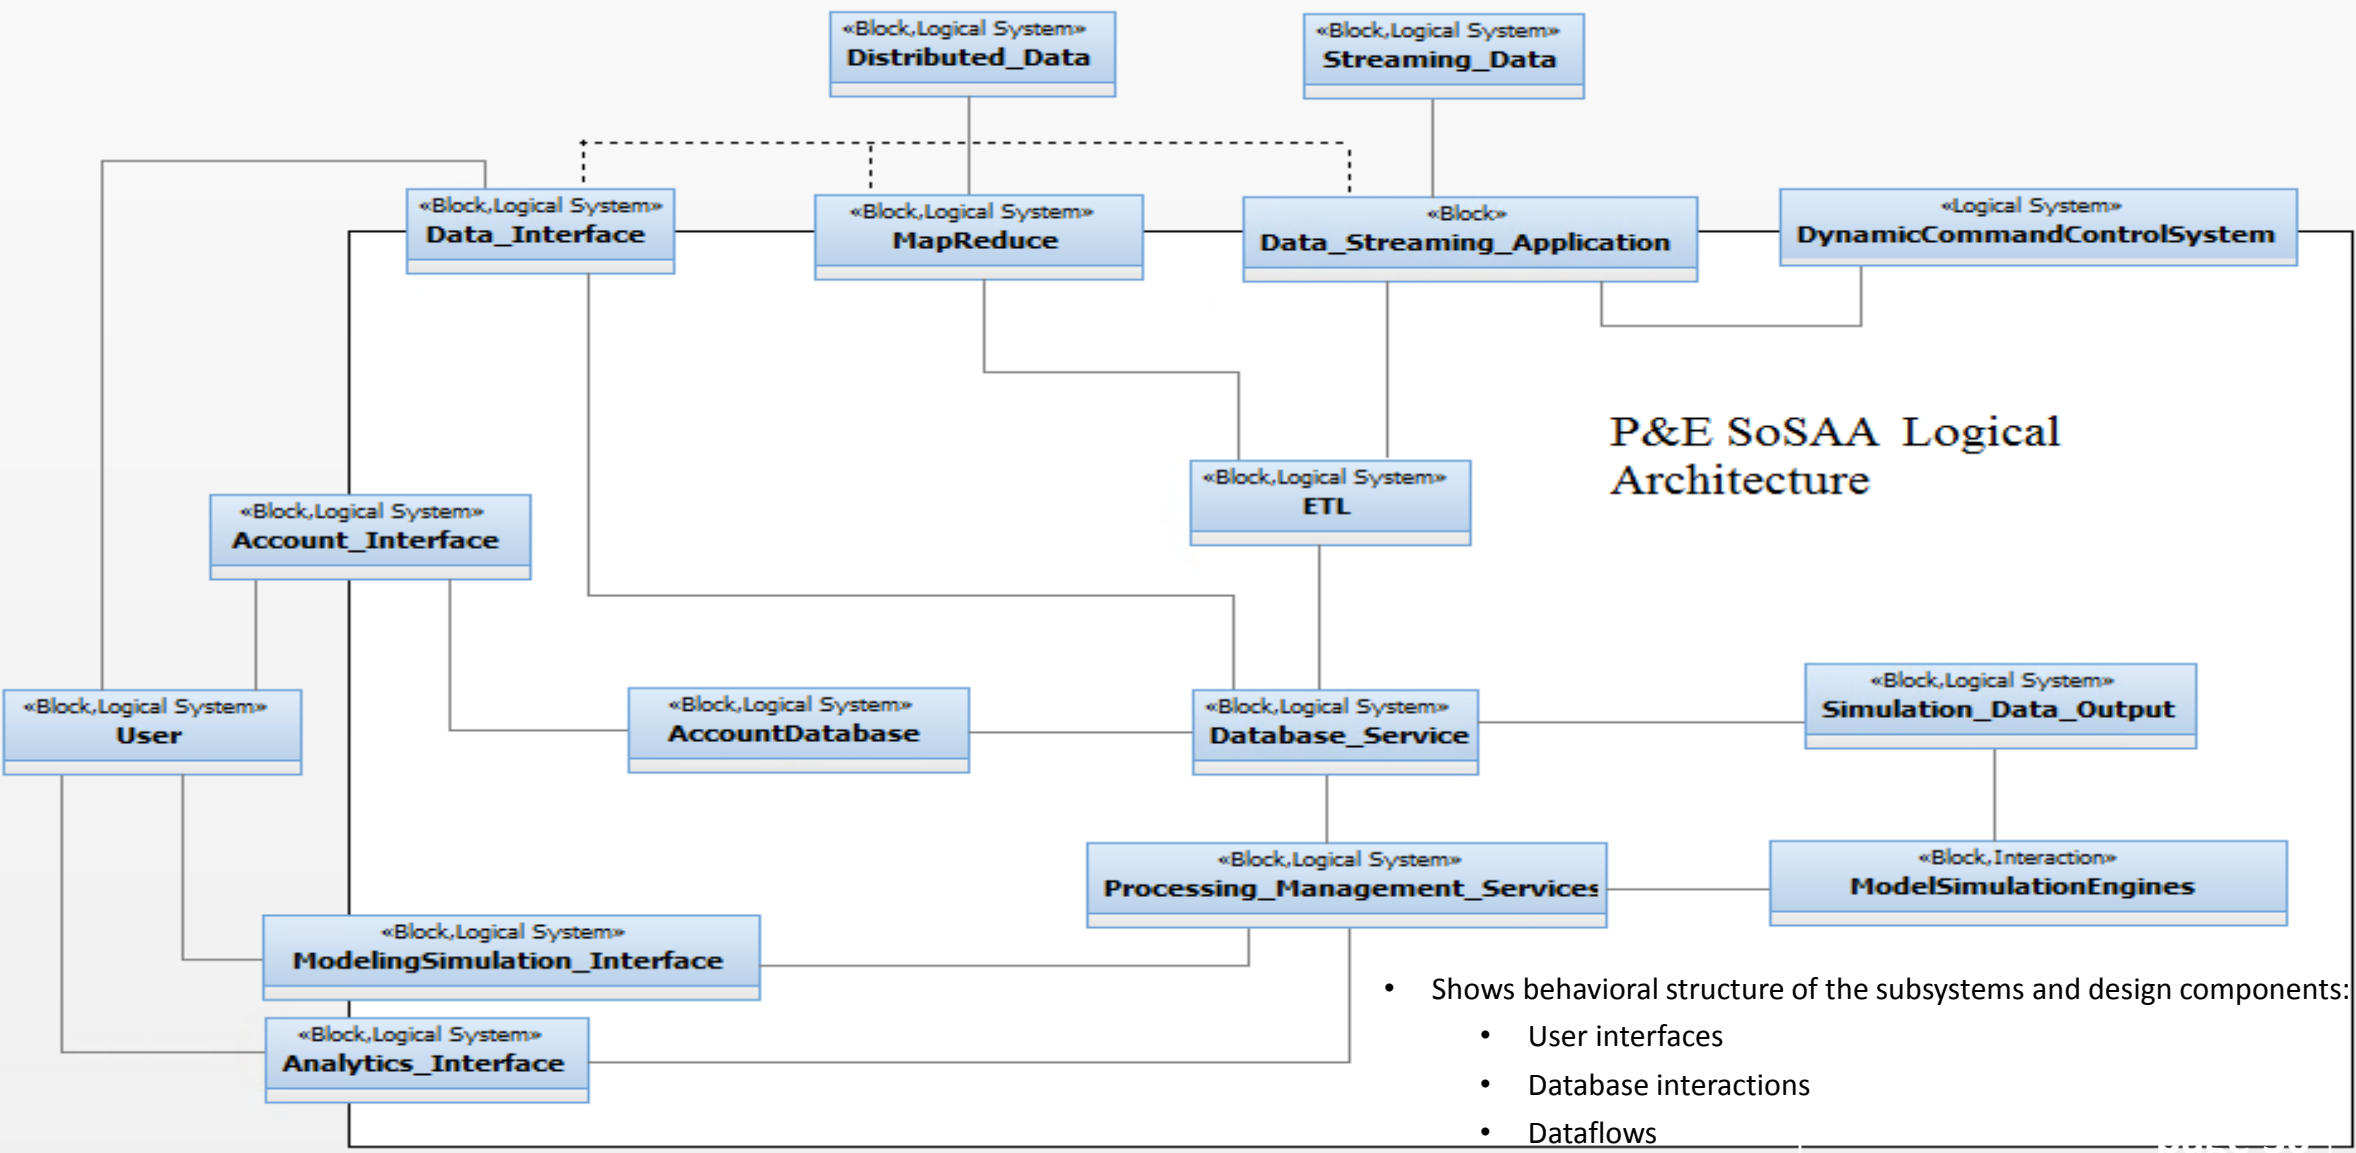 «Block,Logical System»
Distributed_Data
«Block,Logical System»
Streaming_Data
«Block,Logical System»
Data_Interface
«Block,Logical System»
MapReduce
«Block»
Data_Streaming_Application
«Logical System»
DynamicCommandControlSystem
P&E SoSAA Logical
Architecture
«Block,Logical System»
ETL
«Block,Logical System»
Account_Interface
«Block,Logical System»
User
«Block,Logical System»
AccountDatabase
«Block,Logical System»
Database_Service
«Block,Logical System»
Simulation_Data_Output
«Block,Logical System»
Processing_Management_Services
«Block,Interaction»
ModelSimulationEngines
«Block,Logical System»
ModelingSimulation_Interface
«Block,Logical System»
Analytics_Interface
• Shows behavioral structure of the subsystems and design components:
• User interfaces
• Database interactions
• Dataflows